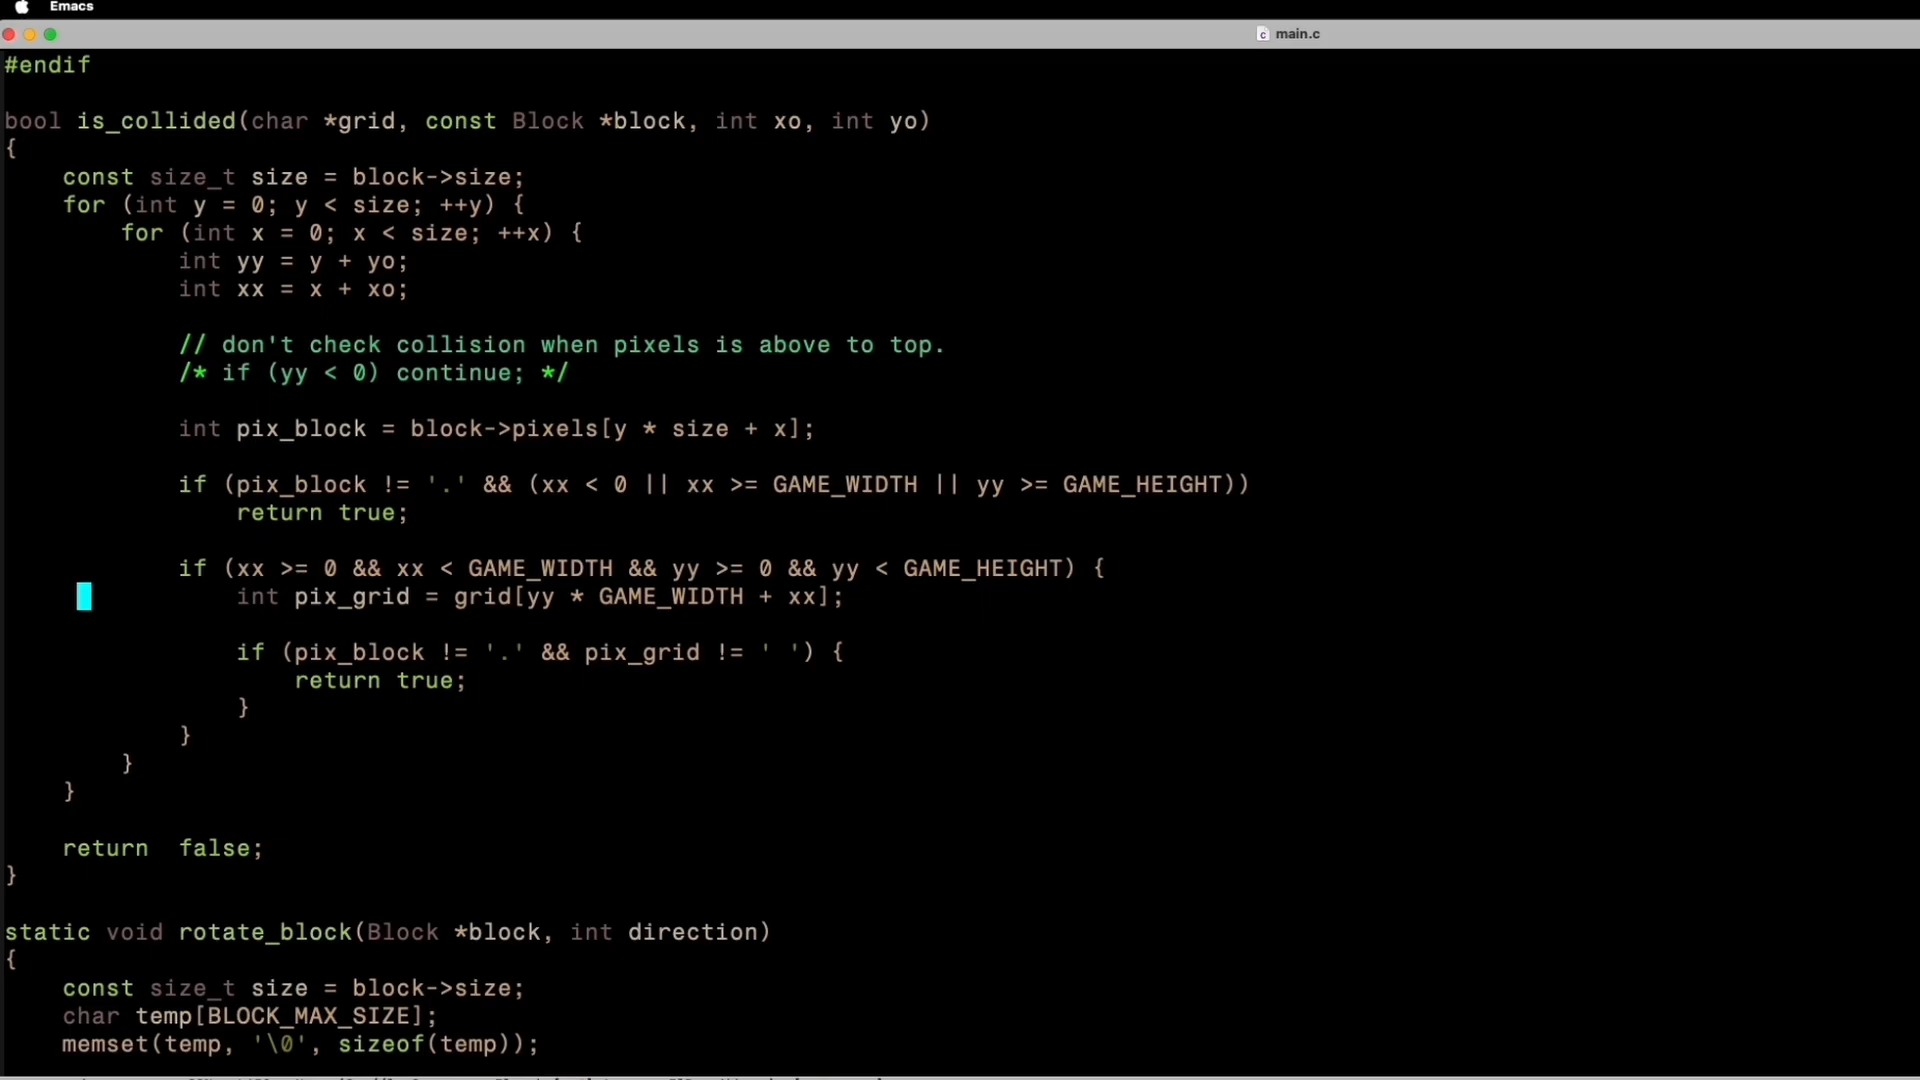 Emacs
main.c
#endif
bool is_collided(char *grid, const Block *block, int xo, int yo)
{
    const size_t size = block->size;
    for (int y = 0; y < size; ++y) {
        for (int x = 0; x < size; ++x) {
            int yy = y + yo;
            int xx = x + xo;
            // don't check collision when pixels is above to top.
            /* if (yy < 0) continue; */
            int pix_block = block->pixels[y * size + x];
            if (pix_block != '.' && (xx < 0 || xx >= GAME_WIDTH || yy >= GAME_HEIGHT))
                return true;
            if (xx >= 0 && xx < GAME_WIDTH && yy >= 0 && yy < GAME_HEIGHT) {
                int pix_grid = grid[yy * GAME_WIDTH + xx];
                if (pix_block != '.' && pix_grid != ' ') {
                    return true;
                }
            }
        }
    }
    return  false;
}
static void rotate_block(Block *block, int direction)
{
    const size_t size = block->size;
    char temp[BLOCK_MAX_SIZE];
    memset(temp, '\0', sizeof(temp));